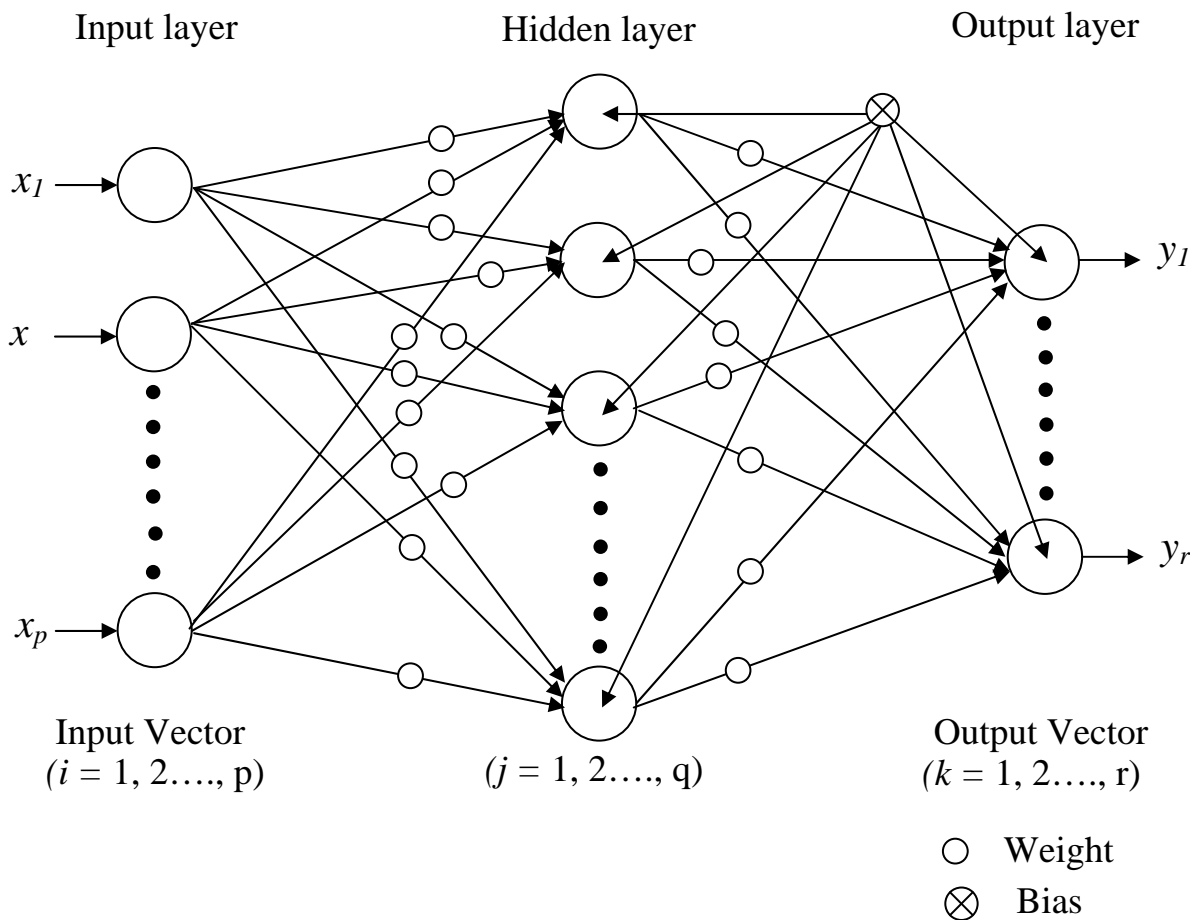 Input layer
Hidden layer
Output layer
x1
x
xp
y1
yr
Input Vector
(i = 1, 2…., p)
(j = 1, 2…., q)
Output Vector
(k = 1, 2…., r)
Weight
Bias